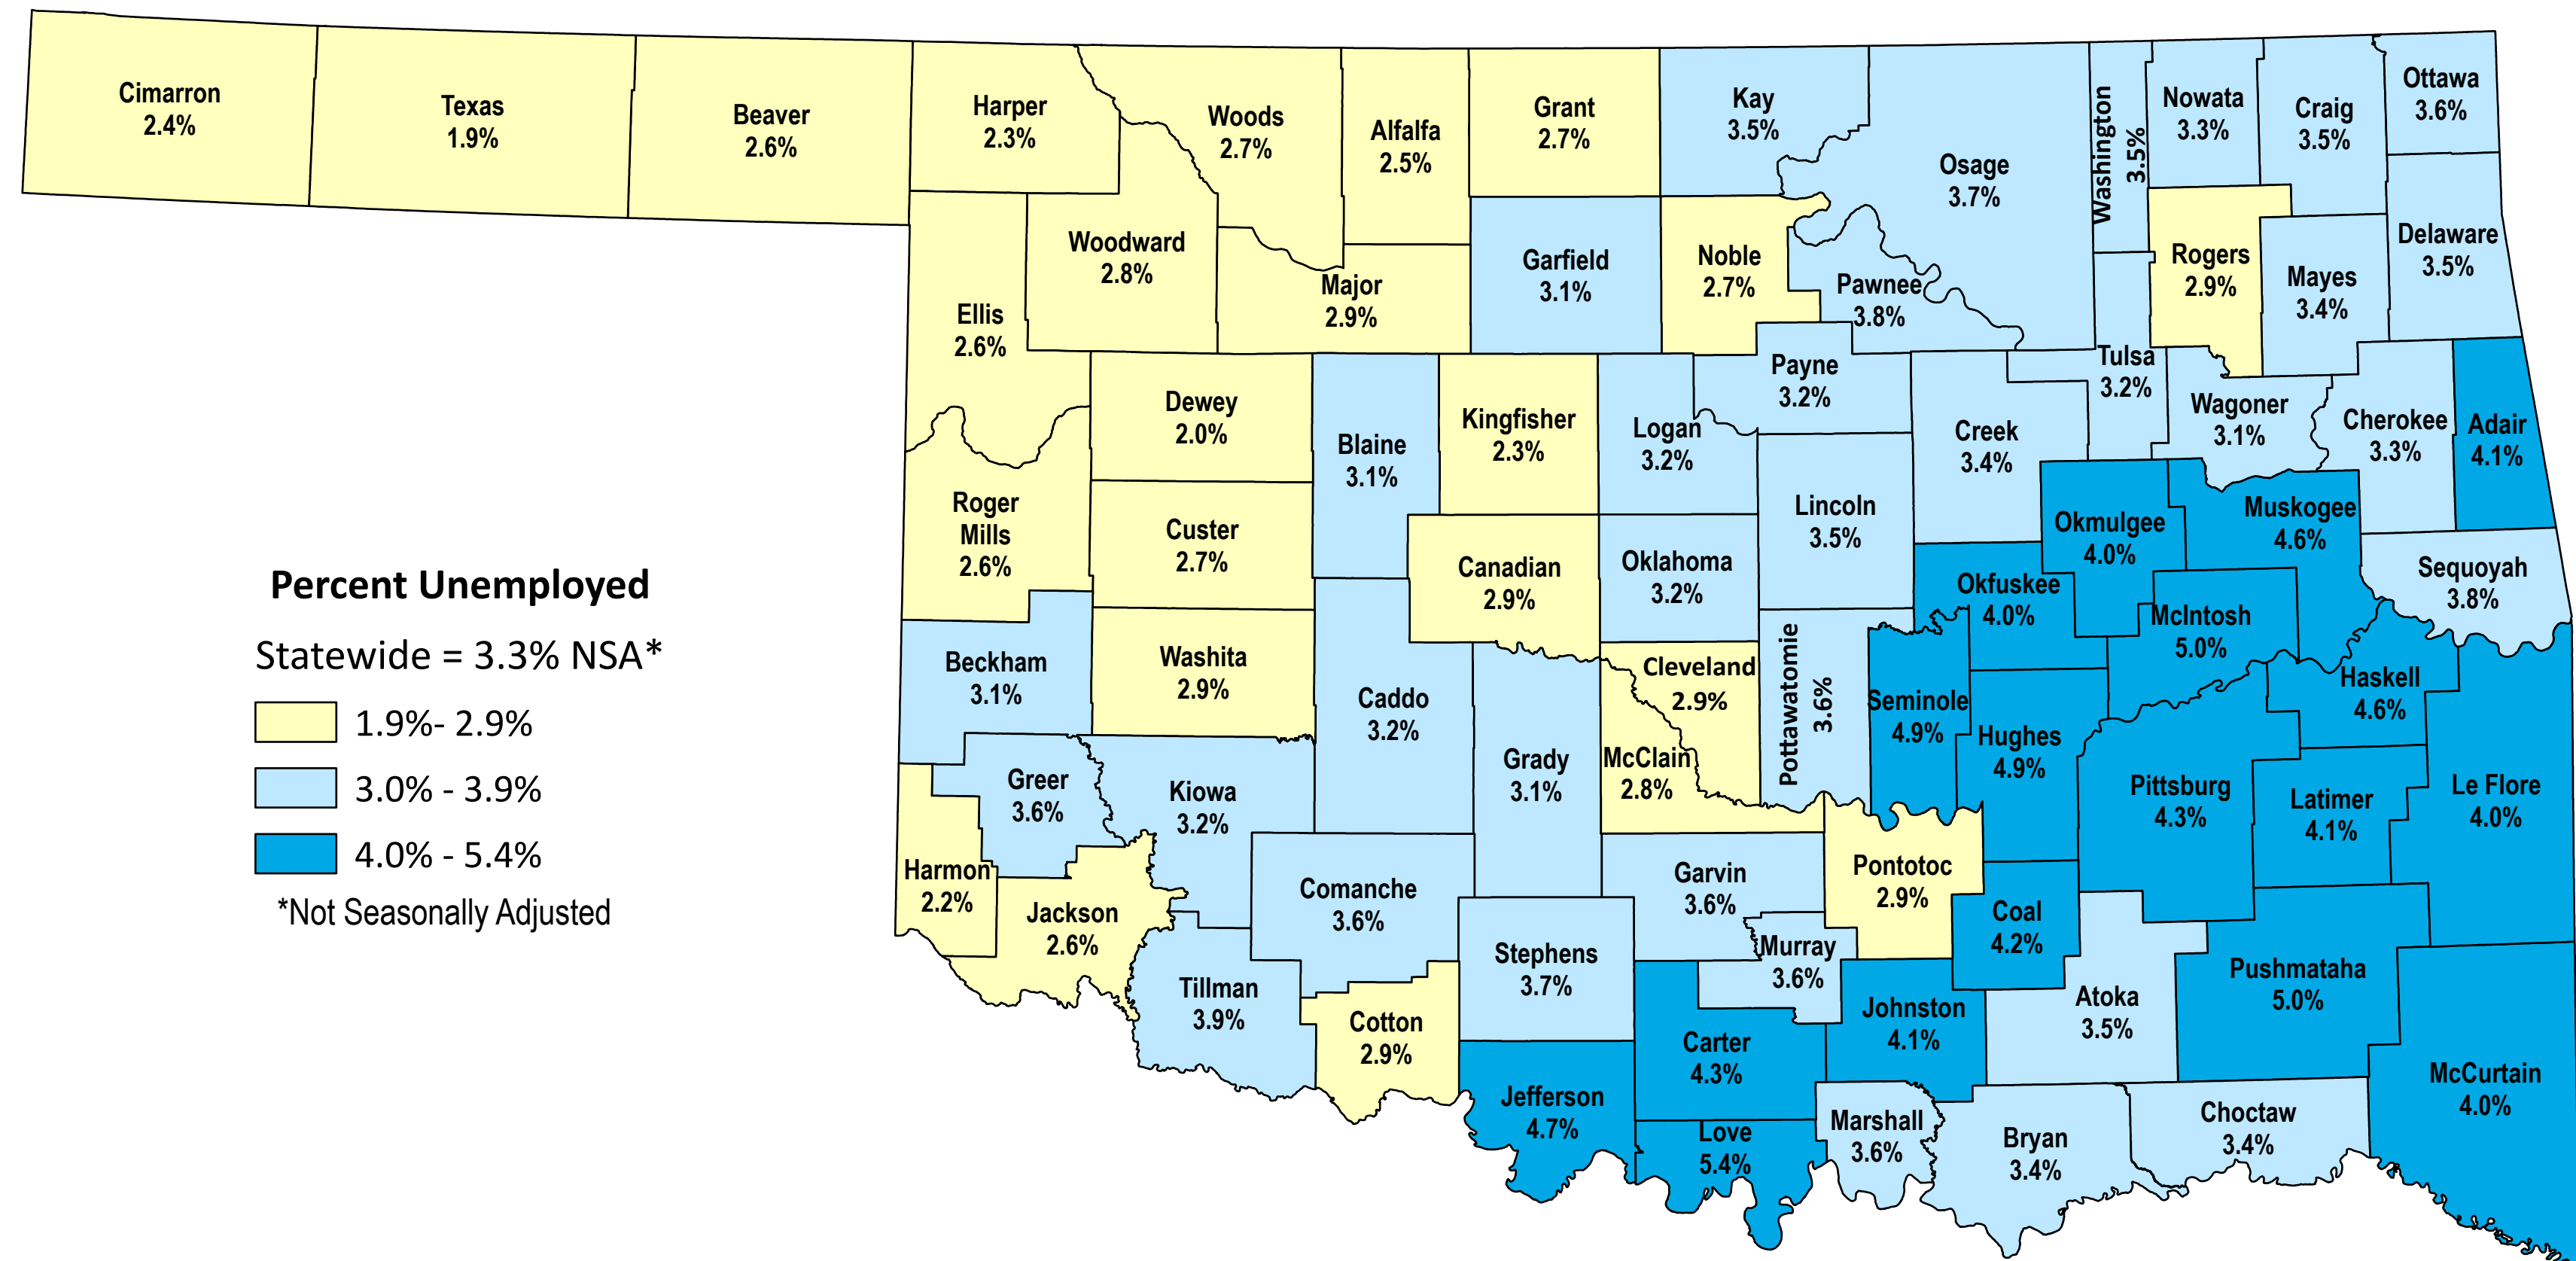 Cimarron
2.4%
Texas
1.9%
Beaver
2.6%
Harper
2.3%
Woods
2.7%
Alfalfa
2.5%
Grant
2.7%
Kay
3.5%
Osage
3.7%
Washington
3.5%
Nowata
3.3%
Craig
3.5%
Ottawa
3.6%
Woodward
2.8%
Ellis
2.6%
Major
2.9%
Garfield
3.1%
Noble
2.7%
Pawnee
3.8%
Rogers
2.9%
Mayes
3.4%
Delaware
3.5%
Dewey
2.0%
Blaine
3.1%
Kingfisher
2.3%
Logan
3.2%
Payne
3.2%
Creek
3.4%
Tulsa
3.2%
Wagoner
3.1%
Cherokee
3.3%
Adair
4.1%
Roger
Mills
2.6%
Custer
2.7%
Canadian
2.9%
Oklahoma
3.2%
Lincoln
3.5%
Okfuskee
4.0%
Okmulgee
4.0%
Muskogee
4.6%
McIntosh
5.0%
Sequoyah
3.8%
Percent Unemployed
Statewide = 3.3% NSA*
1.9%- 2.9%
3.0% - 3.9%
4.0% - 5.4%
*Not Seasonally Adjusted
Beckham
3.1%
Washita
2.9%
Caddo
3.2%
Grady
3.1%
Cleveland
2.9%
McClain
2.8%
Pottawatomie
3.6%
Seminole
4.9%
Hughes
4.9%
Pittsburg
4.3%
Haskell
4.6%
Latimer
4.1%
Le Flore
4.0%
Greer
3.6%
Kiowa
3.2%
Harmon
2.2%
Jackson
2.6%
Comanche
3.6%
Tillman
3.9%
Cotton
2.9%
Stephens
3.7%
Garvin
3.6%
Murray
3.6%
Pontotoc
2.9%
Coal
4.2%
Johnston
4.1%
Atoka
3.5%
Pushmataha
5.0%
Jefferson
4.7%
Carter
4.3%
Love
5.4%
Marshall
3.6%
Bryan
3.4%
Choctaw
3.4%
McCurtain
4.0%